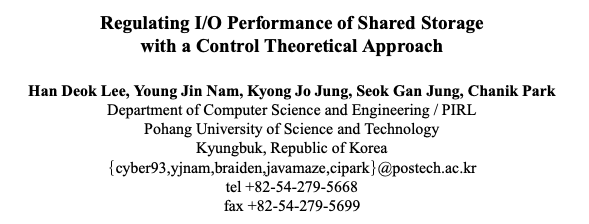 Regulating I/O Performance of Shared Storage
with a Control Theoretical Approach
Han Deok Lee, Young Jin Nam, Kyong Jo Jung, Seok Gan Jung, Chanik Park
Department of Computer Science and Engineering / PIRL
Pohang University of Science and Technology
Kyungbuk, Republic of Korea
{cyber93,yjnam,braiden,javamaze,cipark}@postech.ac.kr
tel +82-54-279-5668
fax +82-54-279-5699